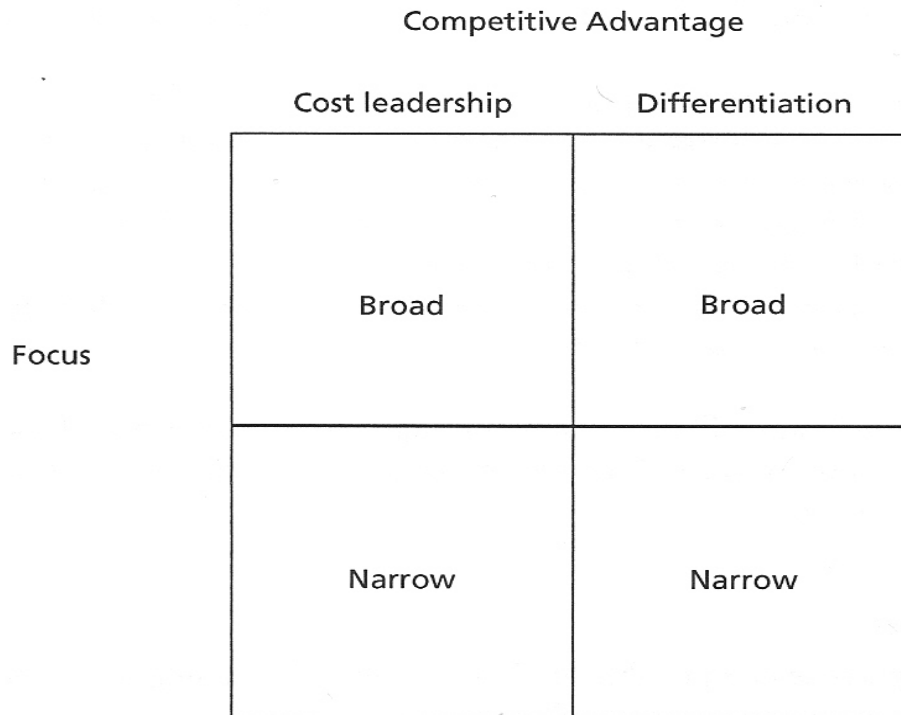 Competitive Advantage
Cost leadership Differentiation
Broad Broad
Focus
Narrow Narrow